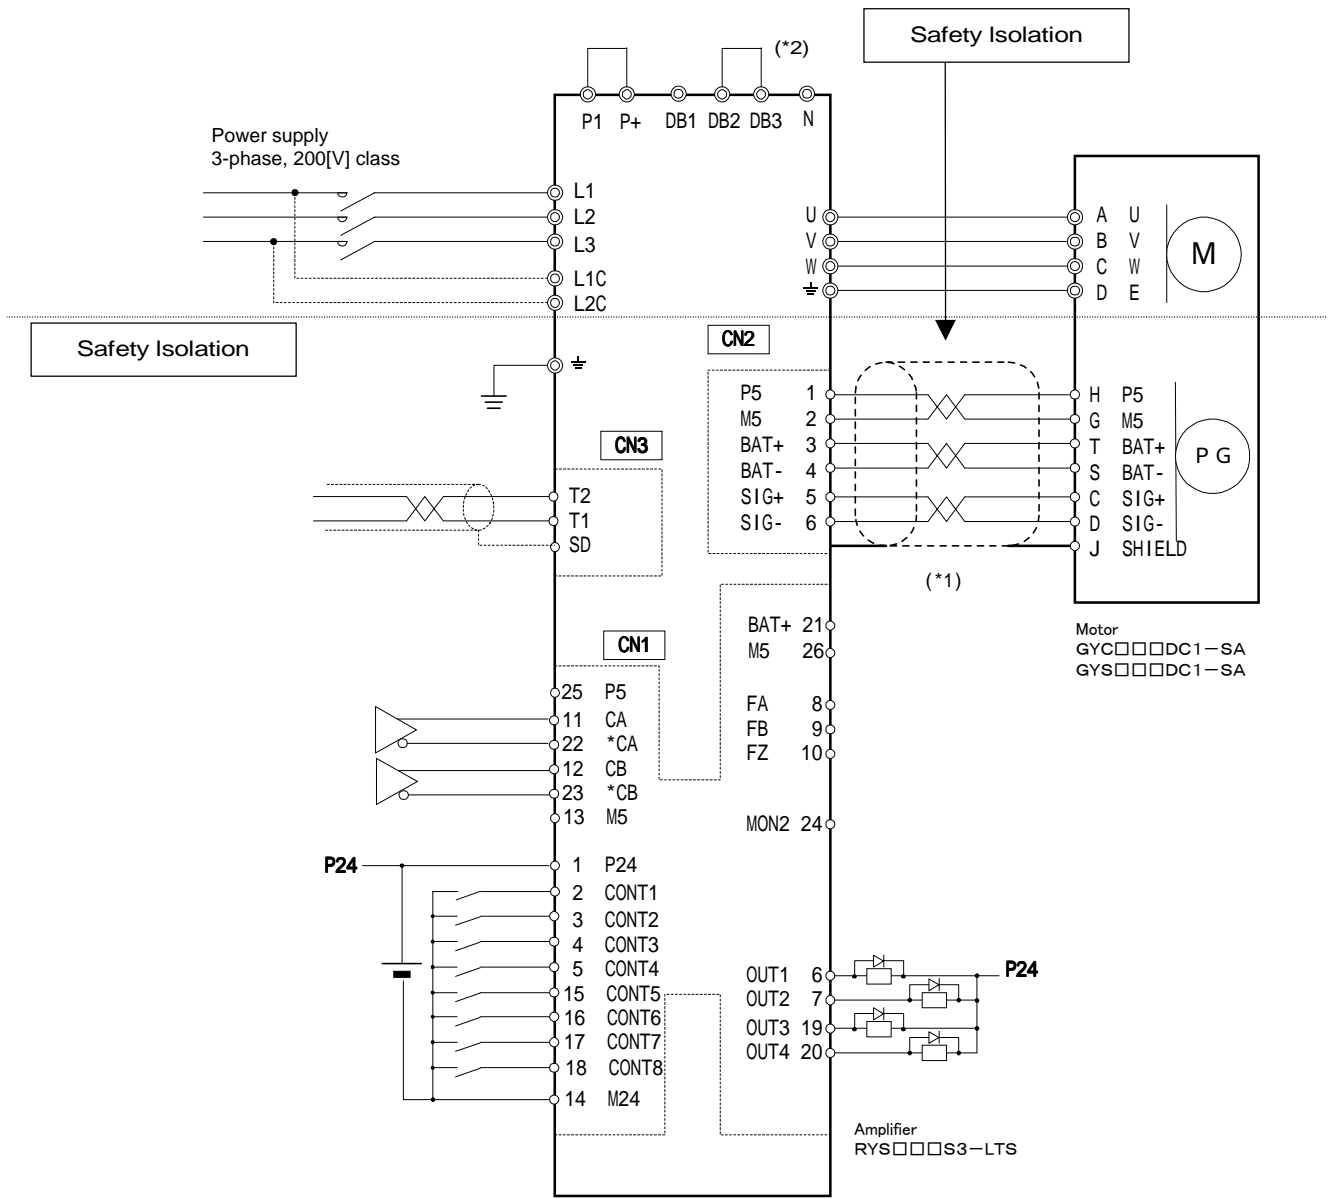 Safety Isolation
(*2)
P1 P+ DB1 DB2 DB3 N
Power supply
3-phase, 200[V] class
L1
L2
L3
L1C
L2C
U
V
W
A U
B V
C W
D E
M
Safety Isolation
CN2
P5 1
M5 2
BAT+ 3
BAT- 4
SIG+ 5
SIG- 6
H P5
G M5
T BAT+
S BAT-
C SIG+
D SIG-
J SHIELD
PG
(*1)
CN3
T2
T1
SD
Motor
GYC□□□DC1-SA
GYS□□□DC1-SA
CN1
25 P5
11 CA
22 *CA
12 CB
23 *CB
13 M5
BAT+ 21
M5 26
FA 8
FB 9
FZ 10
MON2 24
P24
1 P24
2 CONT1
3 CONT2
4 CONT3
5 CONT4
15 CONT5
16 CONT6
17 CONT7
18 CONT8
14 M24
OUT1 6
OUT2 7
OUT3 19
OUT4 20
P24
Amplifier
RYS□□□S3-LTS